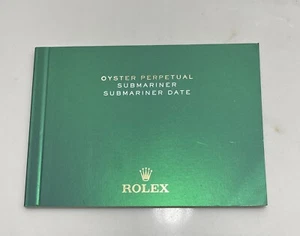 OYSTER PERPETUAL
SUBMARINER
SUBMARINER DATE
ROLEX